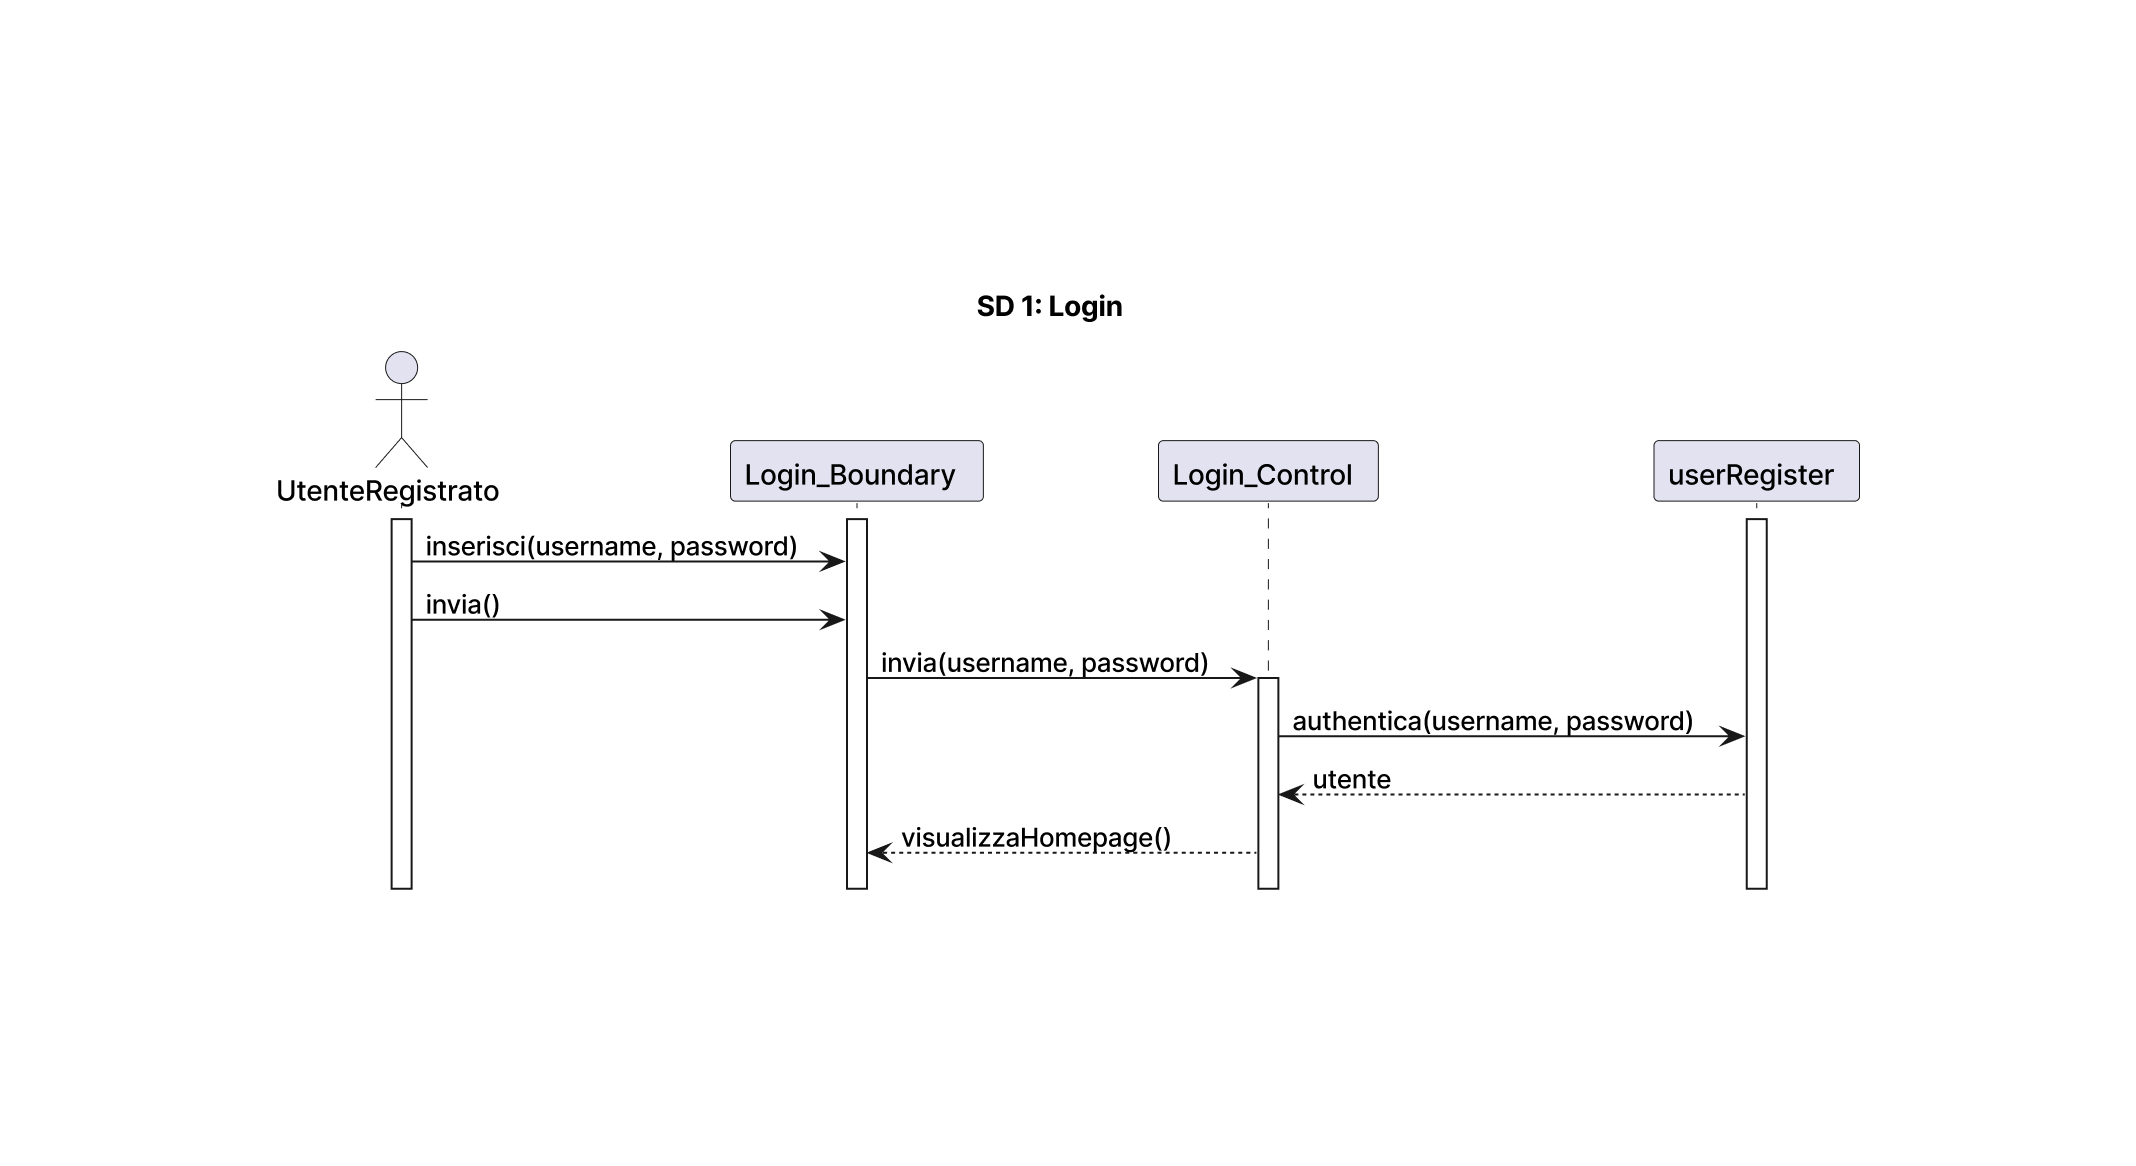 SD 1: Login
UtenteRegistrato
Login_Boundary
Login_Control
userRegister
inserisci(username, password)
invia()
invia(username, password)
authentica(username, password)
utente
visualizzaHomepage()